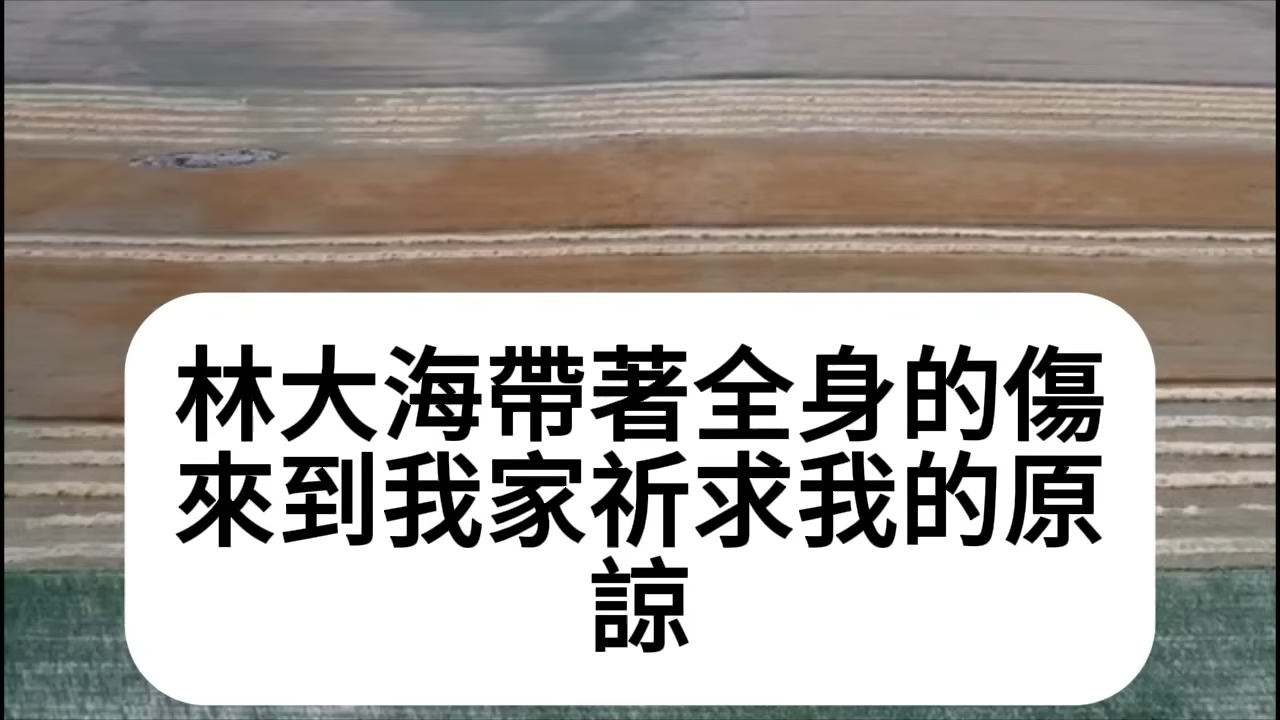 林大海帶著全身的傷
來到我家祈求我的原
諒